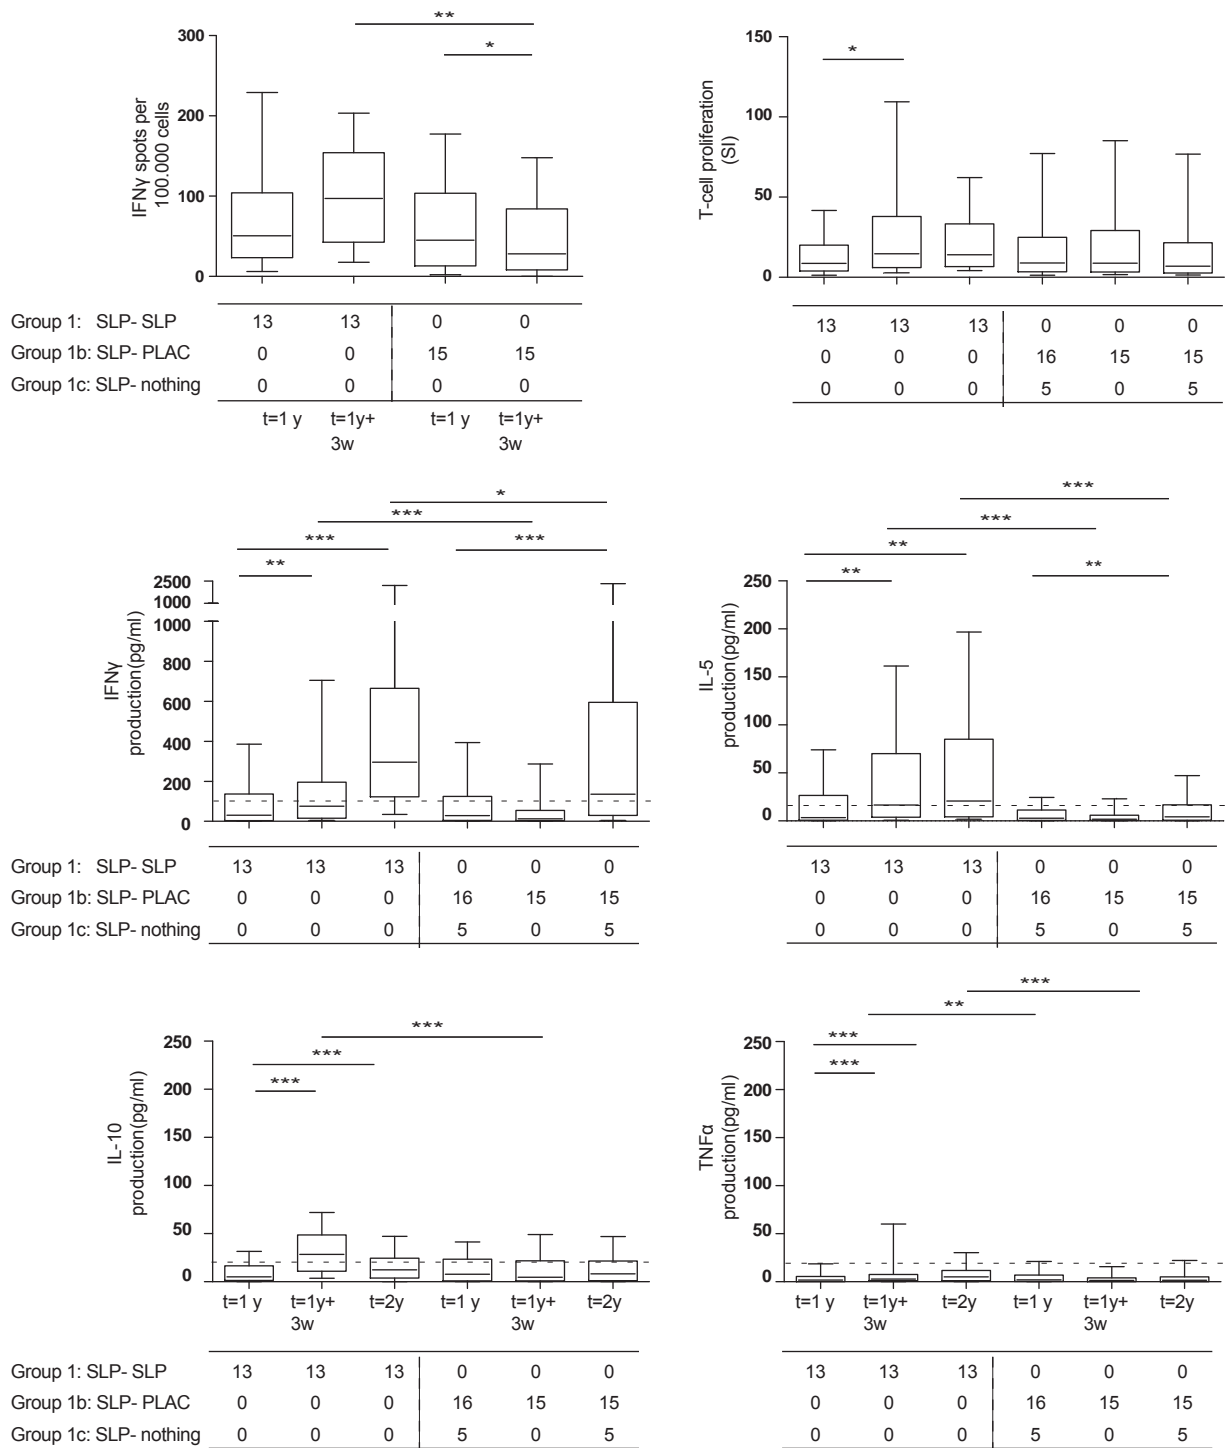 **
*
300
200
100
0
IFNγ spots per
100.000 cells
Group 1: SLP- SLP 13 13 0 0
Group 1b: SLP- PLAC 0 0 15 15
Group 1c: SLP- nothing 0 0 0 0
t=1 y t=1y+ t=1 y t=1y+
3w 3w
*
150
100
50
0
T-cell proliferation
(SI)
13 13 13 0 0 0
0 0 0 16 15 15
0 0 0 5 0 5
*
***
*** ***
**
2500
1000
1000
800
600
400
200
0
IFNγ
production(pg/ml)
***
***
**
** **
250
200
150
100
50
0
IL-5
production(pg/ml)
Group 1: SLP- SLP 13 13 13 0 0 0
Group 1b: SLP- PLAC 0 0 0 16 15 15
Group 1c: SLP- nothing 0 0 0 5 0 5
13 13 13 0 0 0
0 0 0 16 15 15
0 0 0 5 0 5
***
***
***
250
200
150
100
50
0
IL-10
production(pg/ml)
t=1 y t=1y+ t=2y t=1 y t=1y+ t=2y
3w 3w
***
**
***
***
250
200
150
100
50
0
TNFα
production(pg/ml)
t=1 y t=1y+ t=2y t=1 y t=1y+ t=2y
3w 3w
Group 1: SLP- SLP 13 13 13 0 0 0
Group 1b: SLP- PLAC 0 0 0 16 15 15
Group 1c: SLP- nothing 0 0 0 5 0 5
13 13 13 0 0 0
0 0 0 16 15 15
0 0 0 5 0 5